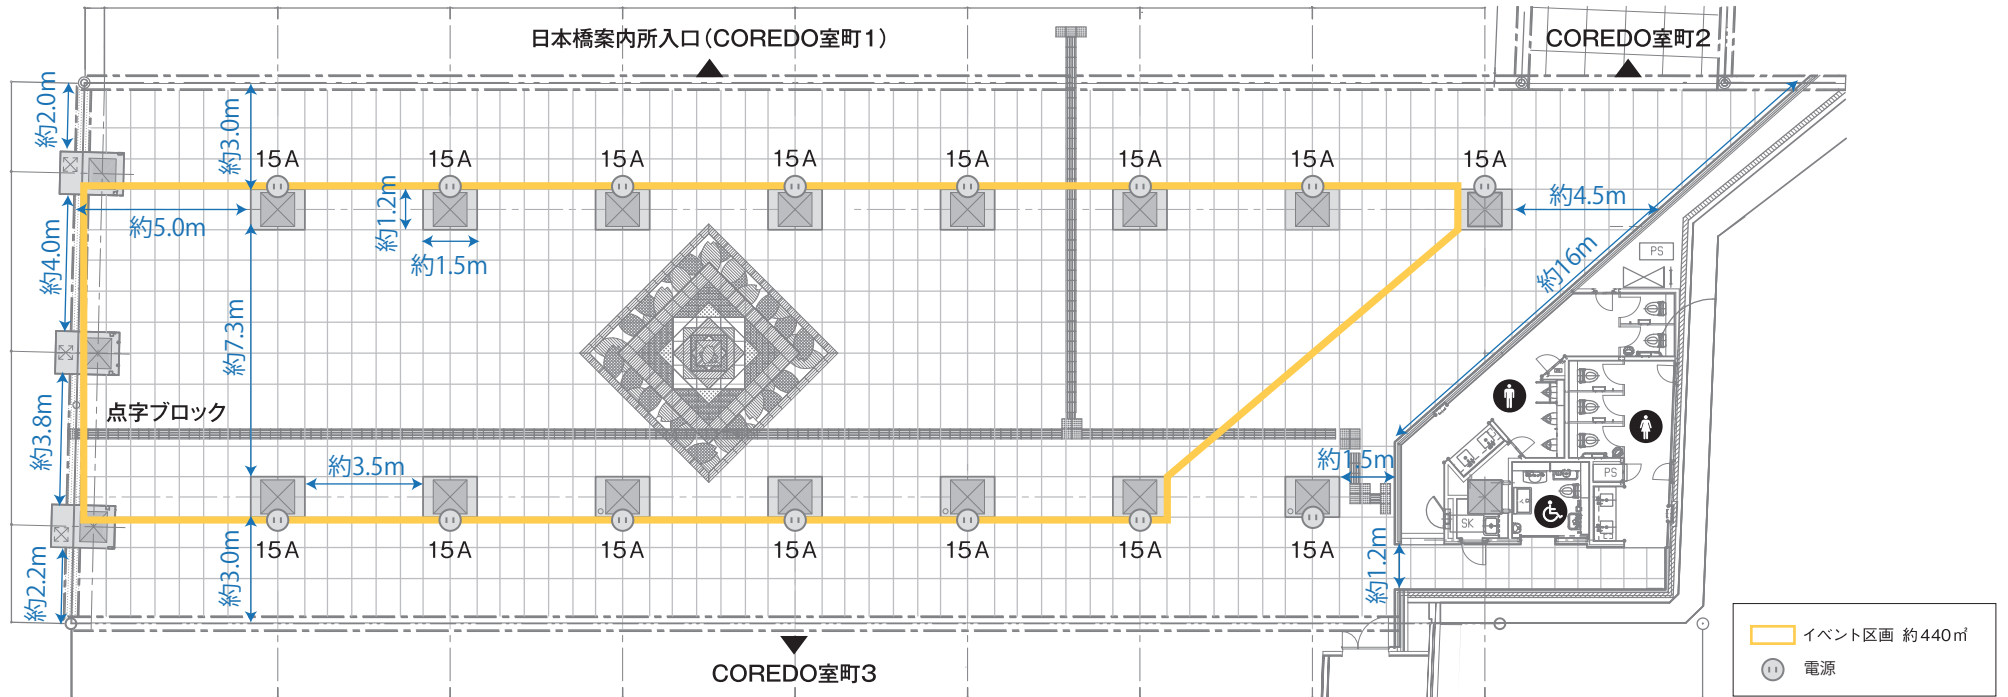 日本橋案内所入口(COREDO室町1)
COREDO室町2
約2.0m
約3.0m
15A
15A
15A
15A
15A
15A
15A
15A
約5.0m
約1.2m
約1.5m
約4.5m
約4.0m
約16m
PS
約7.3m
点字ブロック
約3.8m
約3.5m
約1.5m
PS
SK
15A
15A
15A
15A
15A
15A
15A
約2.2m
約3.0m
約1.2m
COREDO室町3
イベント区画 約440㎡
電源